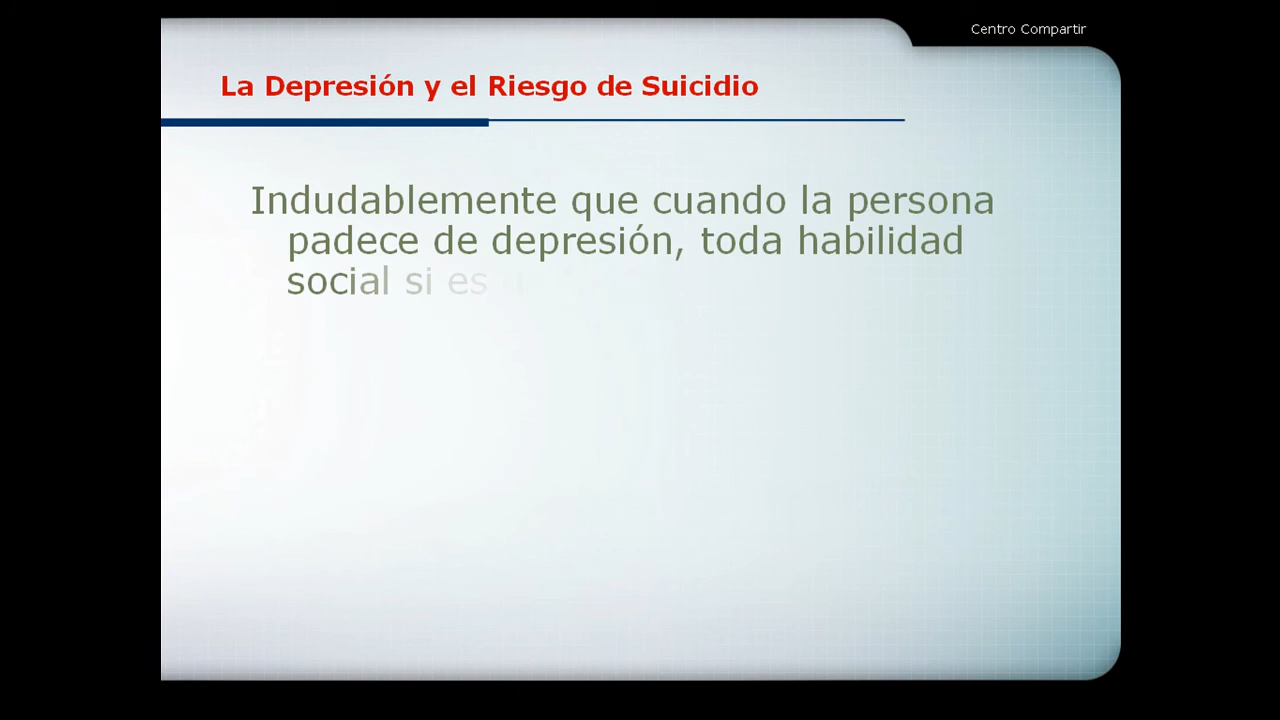 Centro Compartir
La Depresión y el Riesgo de Suicidio
Indudablemente que cuando la persona
padece de depresión, toda habilidad
social si es